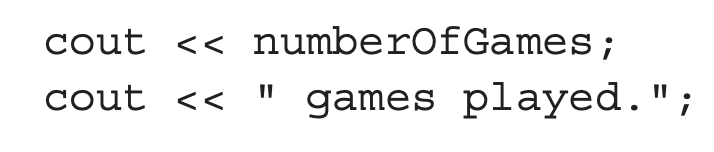 cout << numberOfGames;
cout << " games played.";